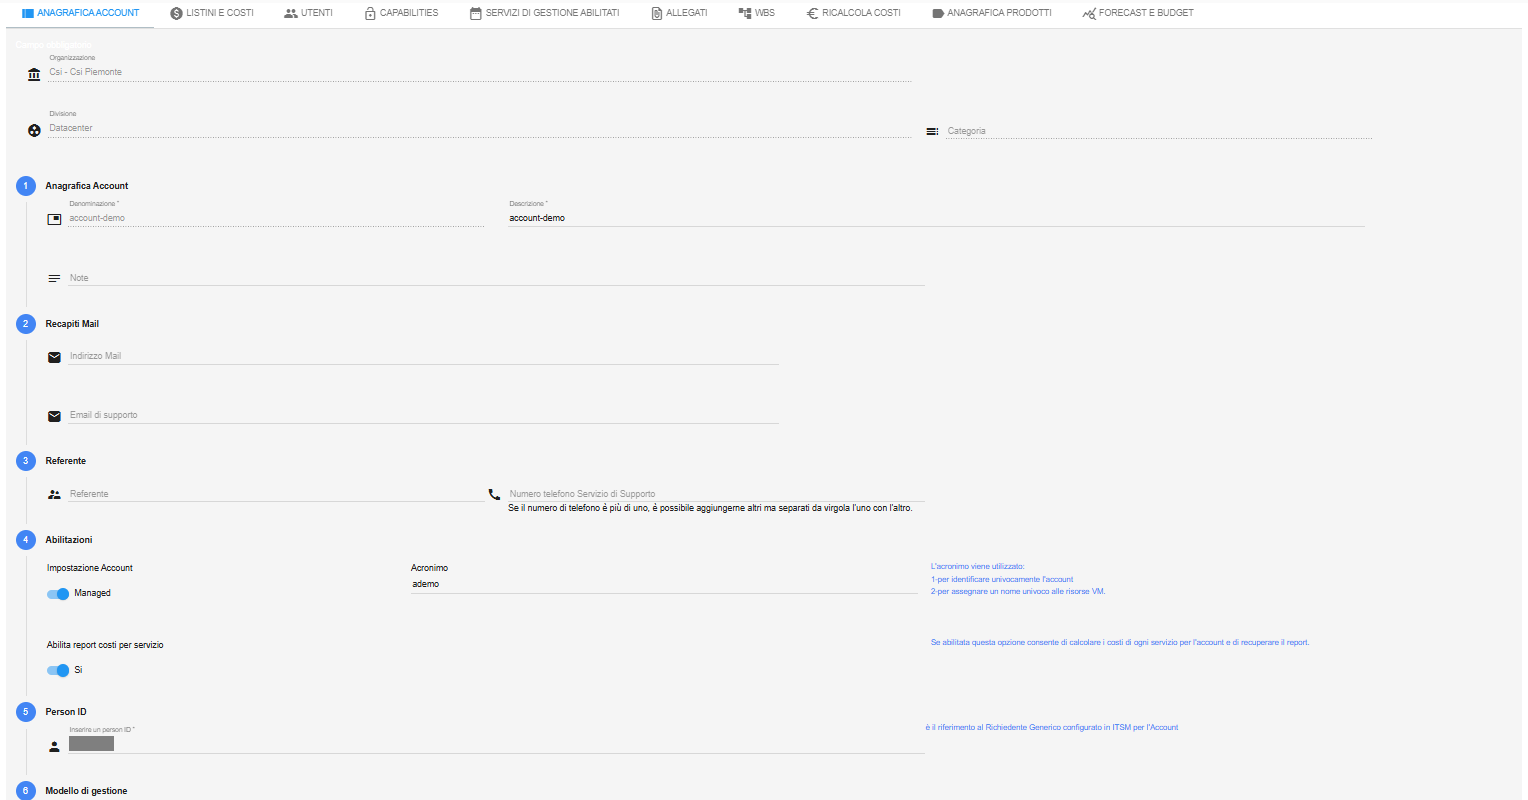 ANAGRAFICA ACCOUNT LISTINI E COSTI UTENTI CAPABILITIES SERVIZI DI GESTIONE ABILITATI ALLEGATI WBS RICALCOLA COSTI ANAGRAFICA PRODOTTI FORECAST E BUDGET
Campo obbligatorio
Organizzazione
Csi - Csi Piemonte
Divisione
Datacenter
Categoria
1 Anagrafica Account
Denominazione * Descrizione *
account-demo account-demo
Note
2 Recapiti Mail
Indirizzo Mail
Email di supporto
3 Referente
Referente Numero telefono Servizio di Supporto
Se il numero di telefono è più di uno, è possibile aggiungerne altri ma separati da virgola l'uno con l'altro.
4 Abilitazioni
Impostazione Account Acronimo L'acronimo viene utilizzato:
ademo 1-per identificare univocamente l'account
Managed 2-per assegnare un nome univoco alle risorse VM.
Abilita report costi per servizio Se abilitata questa opzione consente di calcolare i costi di ogni servizio per l'account e di recuperare il report.
Si
5 Person ID
Inserire un person ID * è il riferimento al Richiedente Generico configurato in ITSM per l'Account
6 Modello di gestione